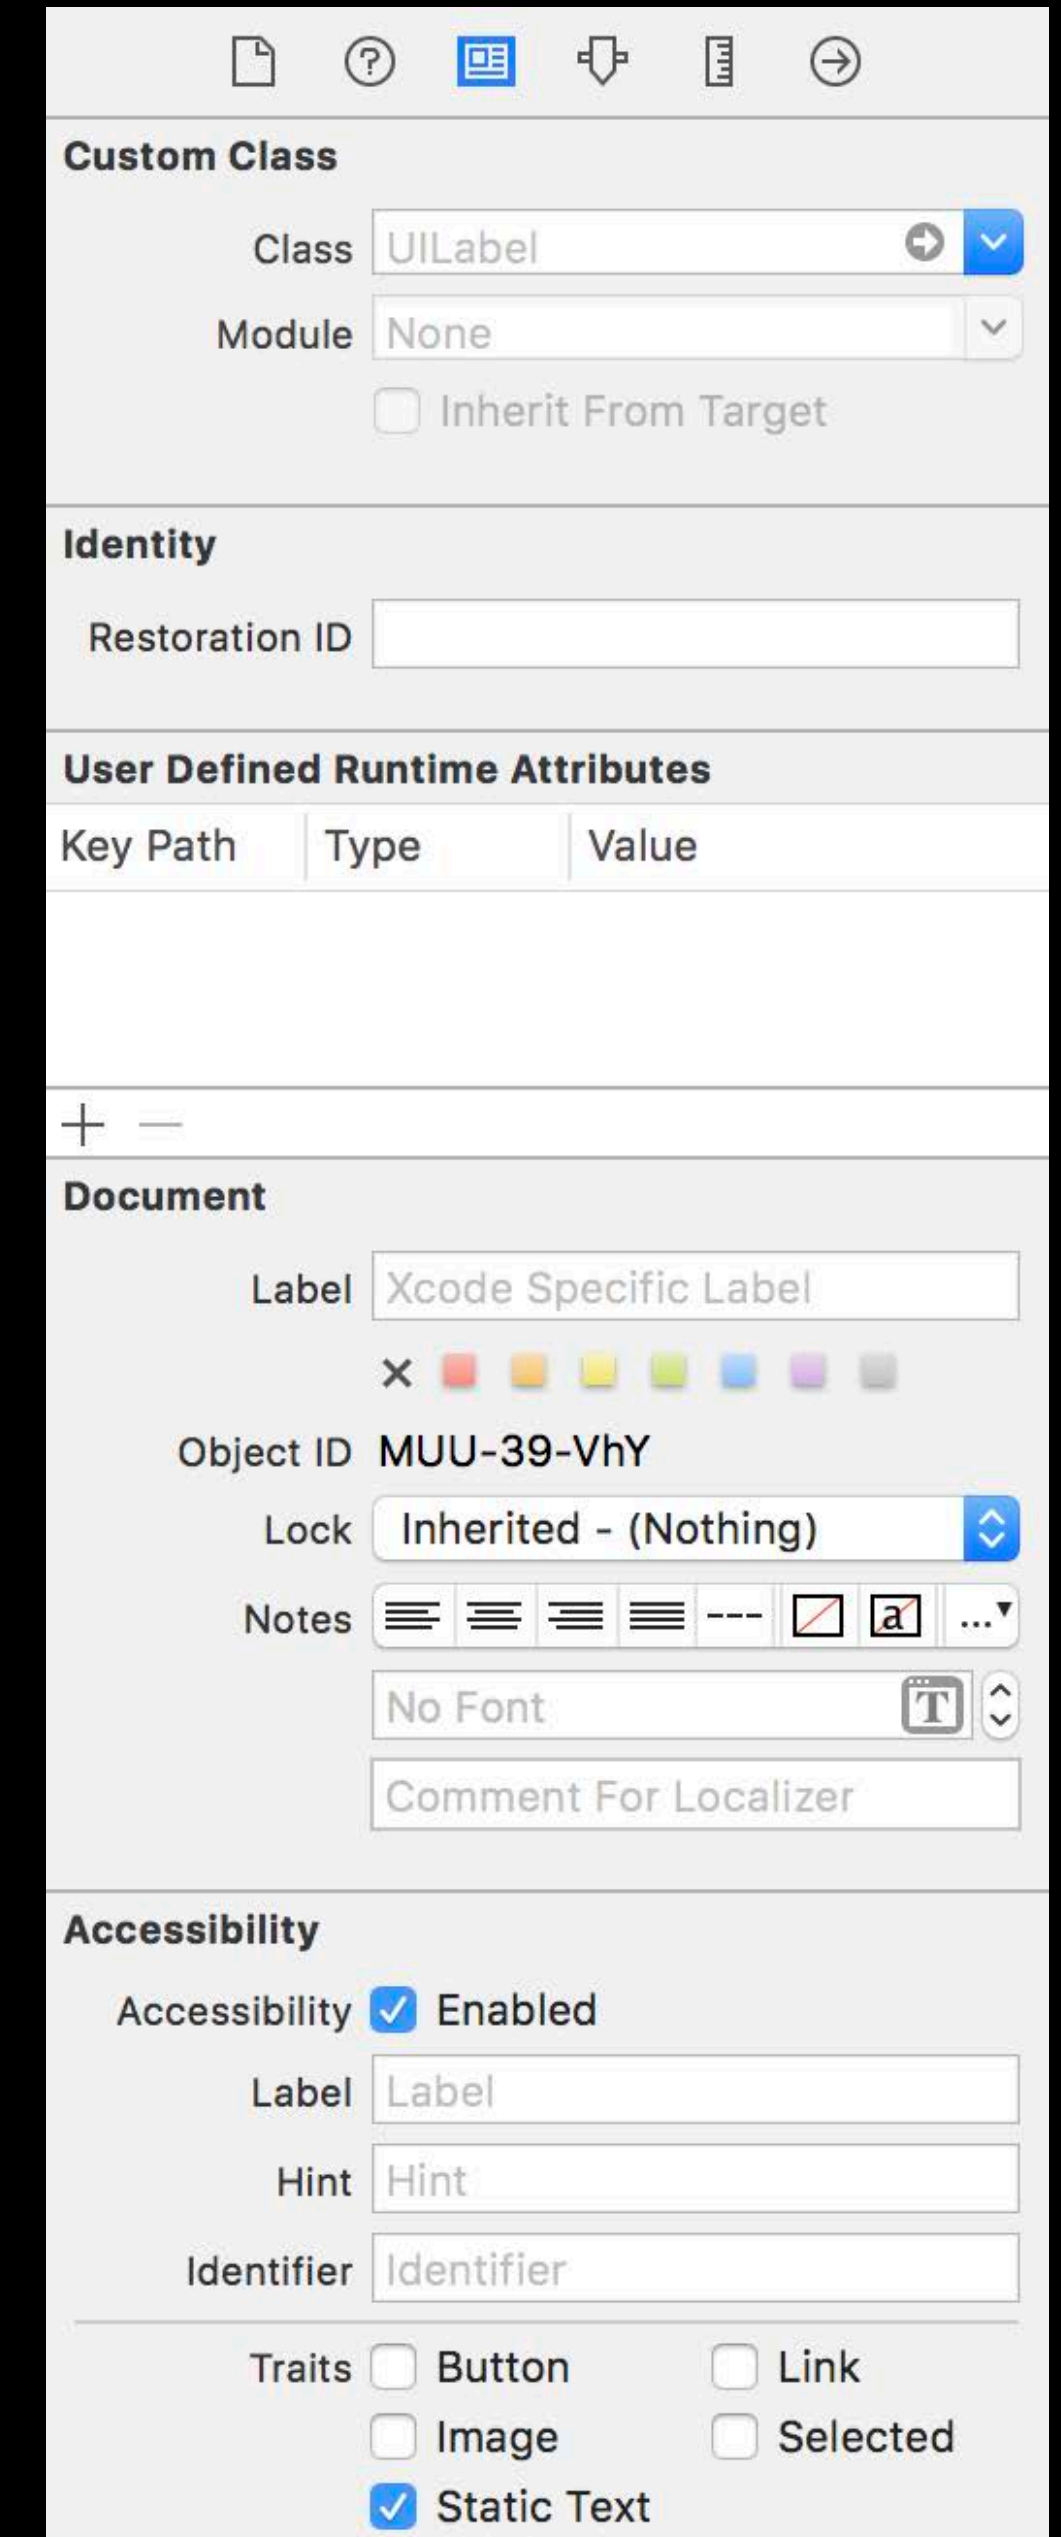 Custom Class
Class UILabel
Module None
Inherit From Target
Identity
Restoration ID
User Defined Runtime Attributes
Key Path Type Value
Document
Label Xcode Specific Label
Object ID MUU-39-VhY
Lock Inherited - (Nothing)
Notes --- a ...
No Font T
Comment For Localizer
Accessibility
Accessibility Enabled
Label Label
Hint Hint
Identifier Identifier
Traits Button Link
Image Selected
Static Text